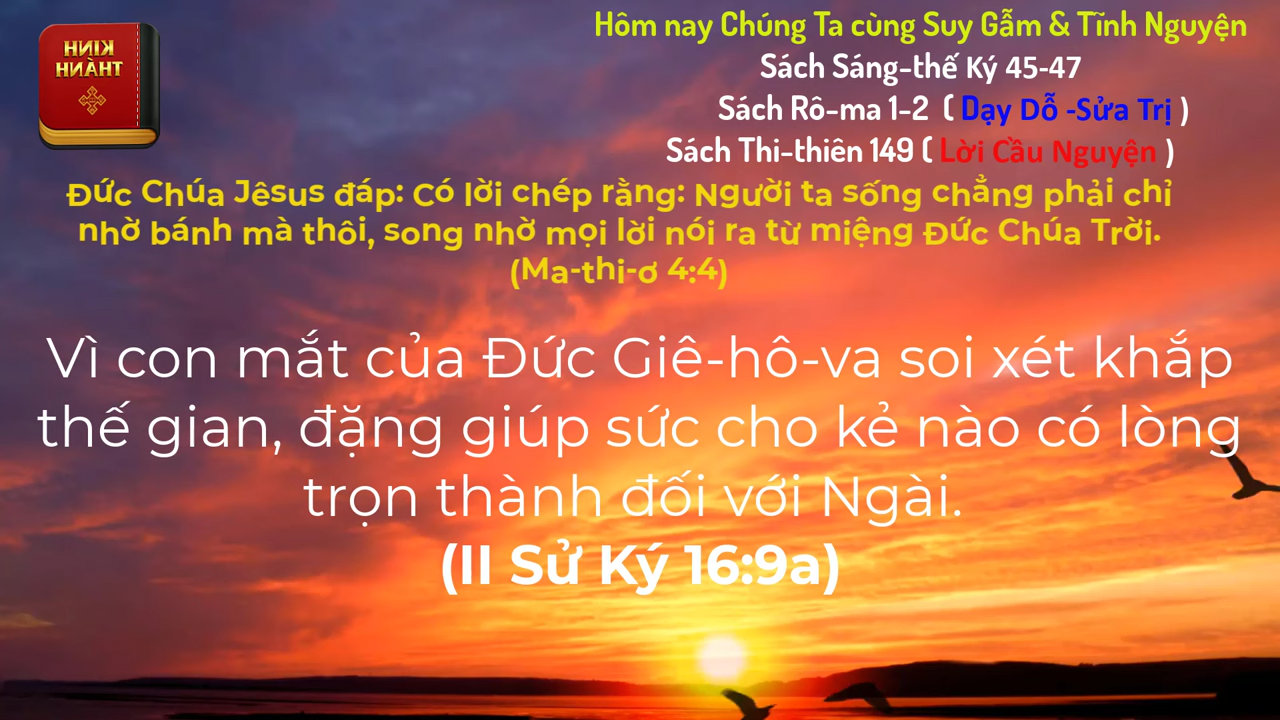 KINH
THÀNH
Hôm nay Chúng Ta cùng Suy Gẫm & Tĩnh Nguyện
Sách Sáng-thế Ký 45-47
Sách Rô-ma 1-2 ( Dạy Dỗ -Sửa Trị )
Sách Thi-thiên 149 ( Lời Cầu Nguyện )
Đức Chúa Jêsus đáp: Có lời chép rằng: Người ta sống chẳng phải chỉ
nhờ bánh mà thôi, song nhờ mọi lời nói ra từ miệng Đức Chúa Trời.
(Ma-thi-ơ 4:4)
Vì con mắt của Đức Giê-hô-va soi xét khắp
thế gian, đặng giúp sức cho kẻ nào có lòng
trọn thành đối với Ngài.
(II Sử Ký 16:9a)